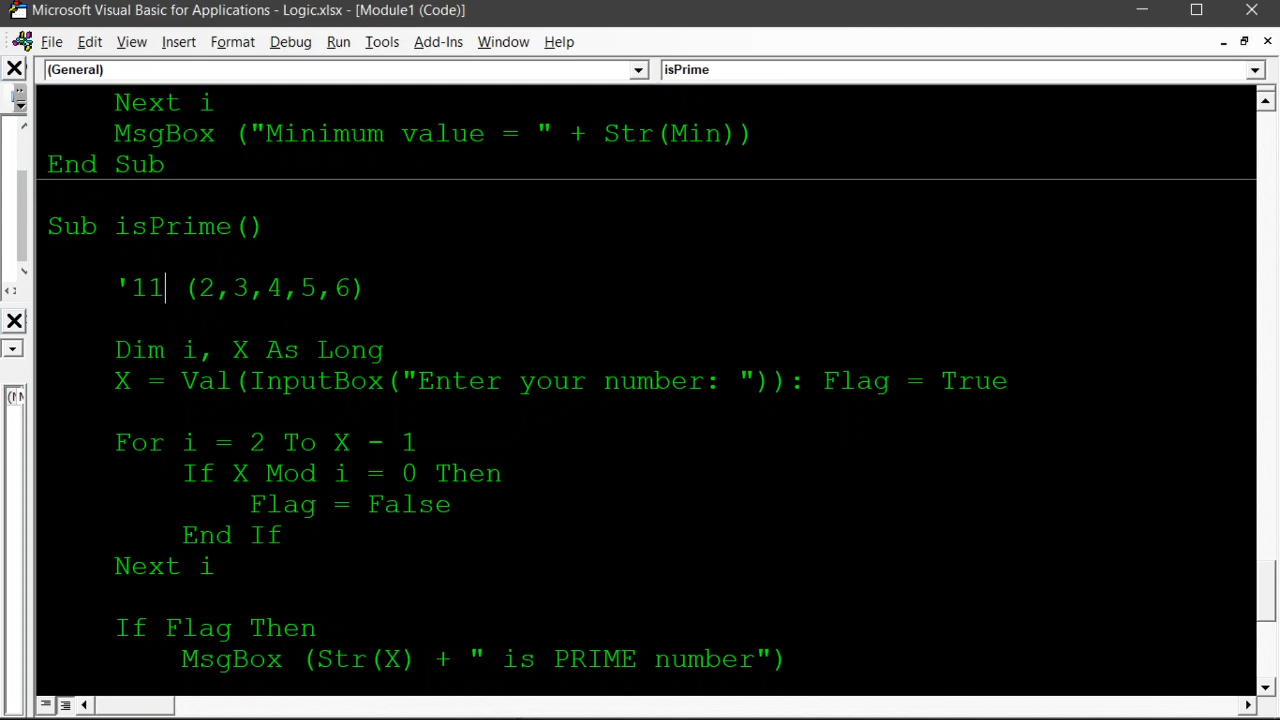 Microsoft Visual Basic for Applications - Logic.xlsx - [Module1 (Code)]
File Edit View Insert Format Debug Run Tools Add-Ins Window Help
(General) isPrime
Next i
MsgBox ("Minimum value = " + Str(Min))
End Sub
Sub isPrime()
'11 (2,3,4,5,6)
Dim i, X As Long
X = Val(InputBox("Enter your number: ")): Flag = True
For i = 2 To X - 1
If X Mod i = 0 Then
Flag = False
End If
Next i
If Flag Then
MsgBox (Str(X) + " is PRIME number")